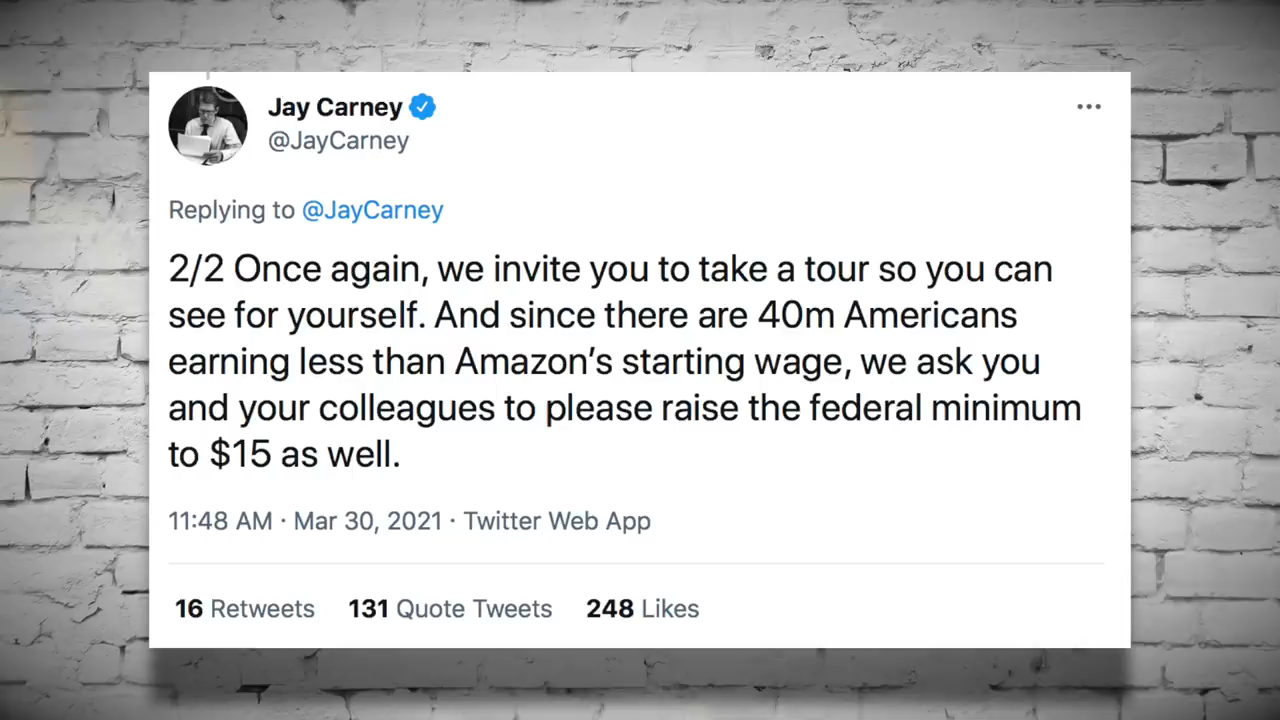 Jay Carney
@JayCarney
Replying to @JayCarney
2/2 Once again, we invite you to take a tour so you can
see for yourself. And since there are 40m Americans
earning less than Amazon’s starting wage, we ask you
and your colleagues to please raise the federal minimum
to $15 as well.
11:48 AM · Mar 30, 2021 · Twitter Web App
16 Retweets 131 Quote Tweets 248 Likes